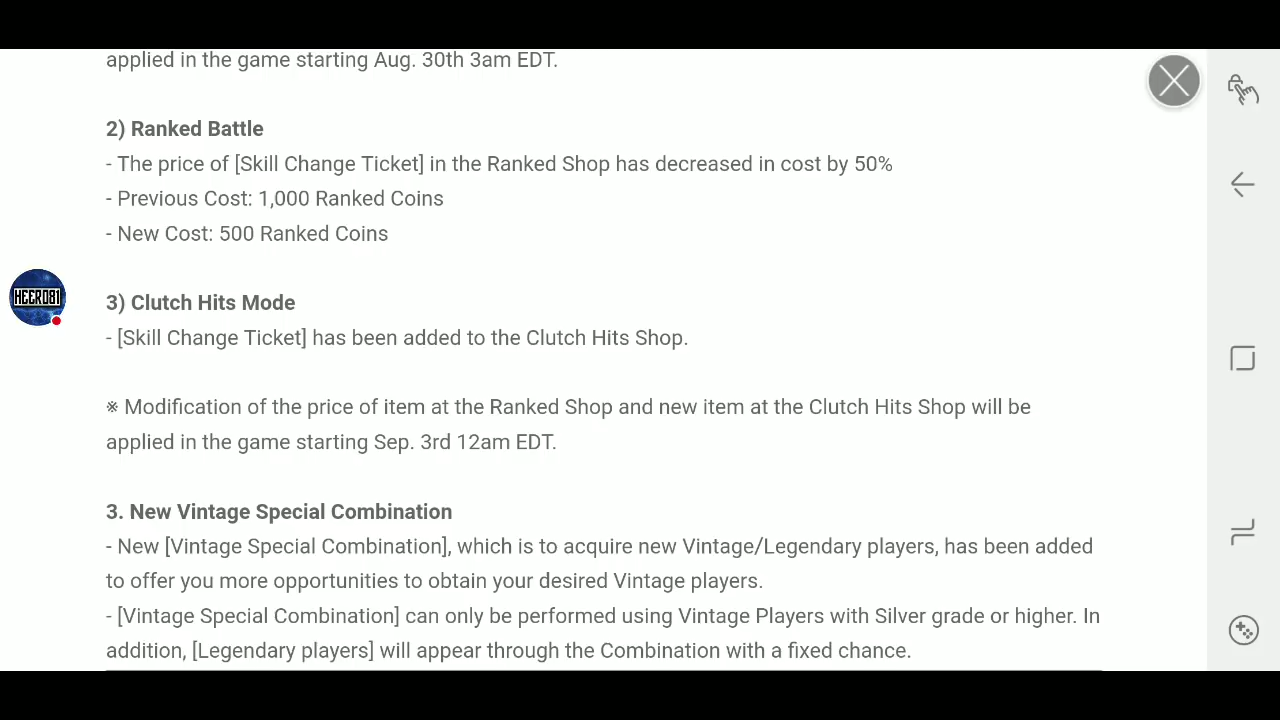 applied in the game starting Aug. 30th 3am EDT.
2) Ranked Battle
- The price of [Skill Change Ticket] in the Ranked Shop has decreased in cost by 50%
- Previous Cost: 1,000 Ranked Coins
- New Cost: 500 Ranked Coins
HEERO81
3) Clutch Hits Mode
- [Skill Change Ticket] has been added to the Clutch Hits Shop.
※ Modification of the price of item at the Ranked Shop and new item at the Clutch Hits Shop will be
applied in the game starting Sep. 3rd 12am EDT.
3. New Vintage Special Combination
- New [Vintage Special Combination], which is to acquire new Vintage/Legendary players, has been added
to offer you more opportunities to obtain your desired Vintage players.
- [Vintage Special Combination] can only be performed using Vintage Players with Silver grade or higher. In
addition, [Legendary players] will appear through the Combination with a fixed chance.